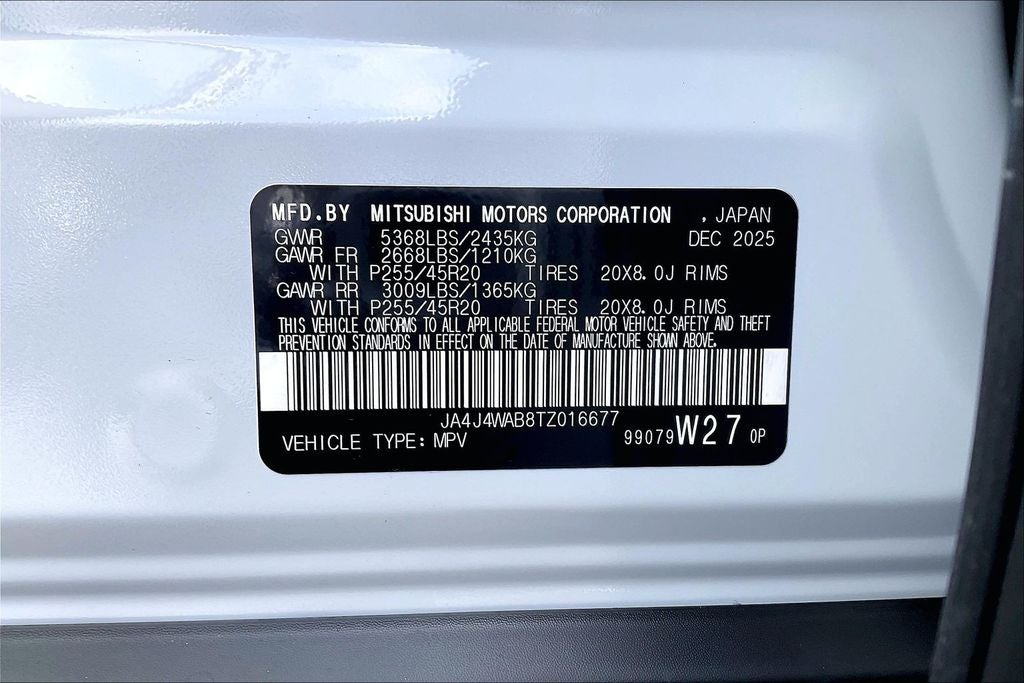 MFD.BY MITSUBISHI MOTORS CORPORATION , JAPAN
GVWR 5368LBS/2435KG DEC 2025
GAWR FR 2668LBS/1210KG
WITH P255/45R20 TIRES 20X8.0J RIMS
GAWR RR 3009LBS/1365KG
WITH P255/45R20 TIRES 20X8.0J RIMS
THIS VEHICLE CONFORMS TO ALL APPLICABLE FEDERAL MOTOR VEHICLE SAFETY AND THEFT
PREVENTION STANDARDS IN EFFECT ON THE DATE OF MANUFACTURE SHOWN ABOVE.
JA4J4WAB8TZ016677
VEHICLE TYPE: MPV 99079 W27 0P